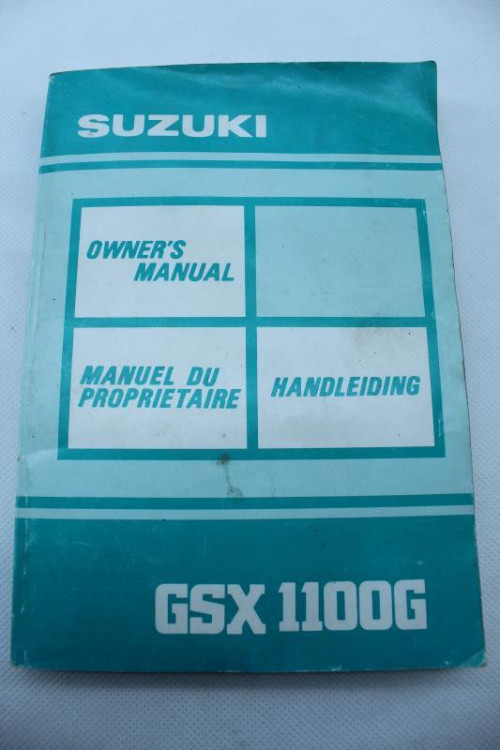 SUZUKI
OWNER'S
MANUAL
MANUEL DU
PROPRIETAIRE
HANDLEIDING
GSX 1100G